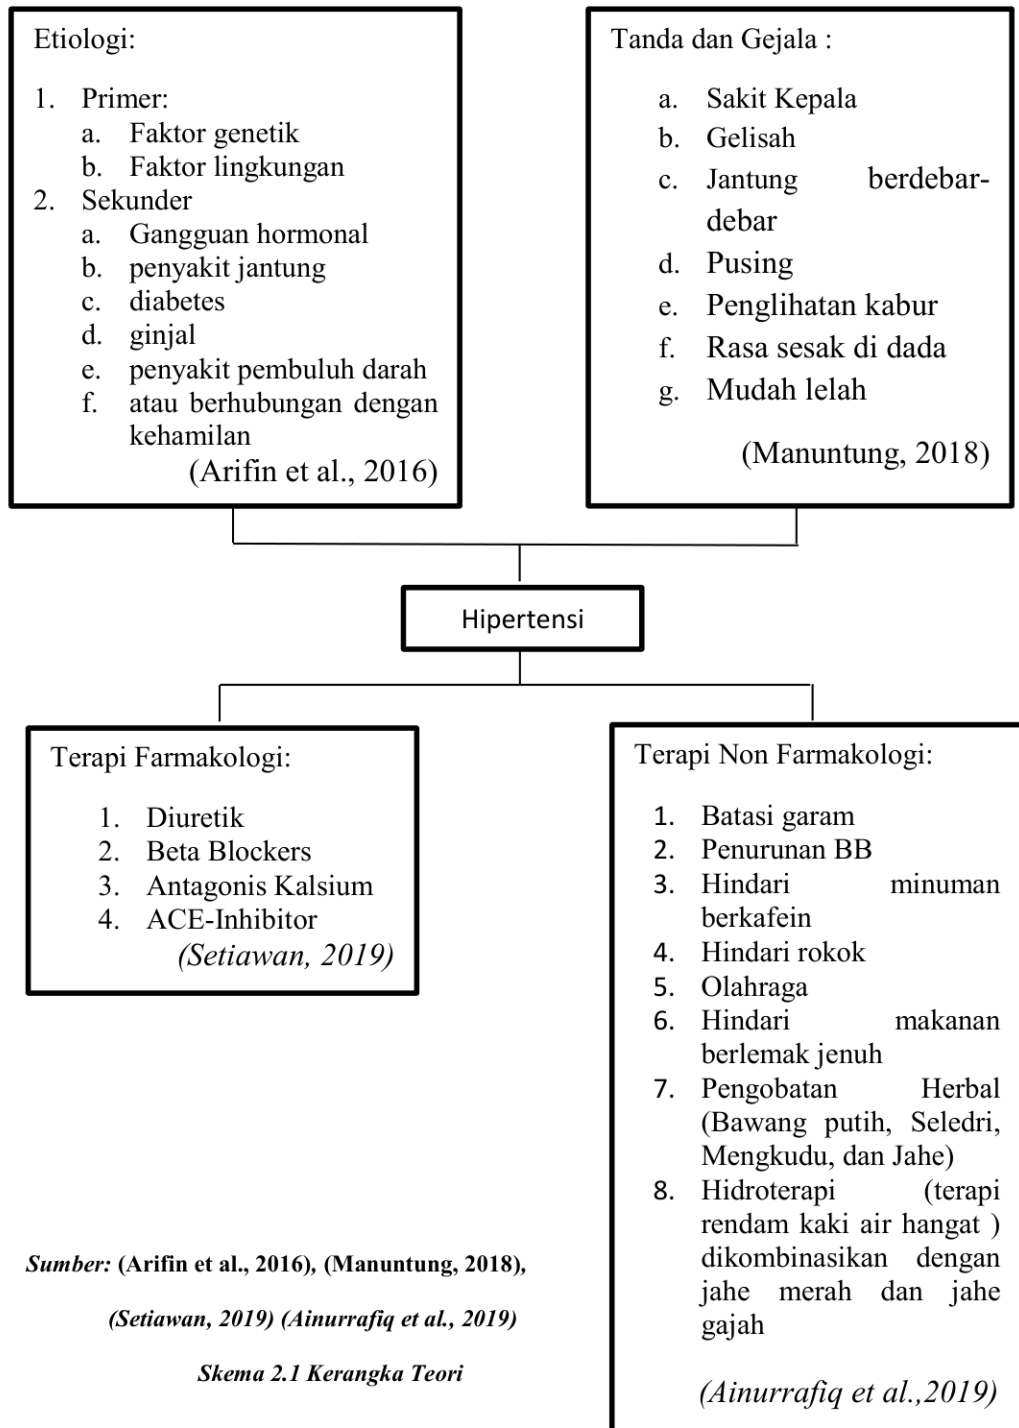 Etiologi:
1. Primer:
a. Faktor genetik
b. Faktor lingkungan
2. Sekunder
a. Gangguan hormonal
b. penyakit jantung
c. diabetes
d. ginjal
e. penyakit pembuluh darah
f. atau berhubungan dengan
kehamilan
(Arifin et al., 2016)
Tanda dan Gejala :
a. Sakit Kepala
b. Gelisah
c. Jantung berdebar-
debar
d. Pusing
e. Penglihatan kabur
f. Rasa sesak di dada
g. Mudah lelah
(Manuntung, 2018)
Hipertensi
Terapi Farmakologi:
1. Diuretik
2. Beta Blockers
3. Antagonis Kalsium
4. ACE-Inhibitor
(Setiawan, 2019)
Terapi Non Farmakologi:
1. Batasi garam
2. Penurunan BB
3. Hindari minuman
berkafein
4. Hindari rokok
5. Olahraga
6. Hindari makanan
berlemak jenuh
7. Pengobatan Herbal
(Bawang putih, Seledri,
Mengkudu, dan Jahe)
8. Hidroterapi (terapi
rendam kaki air hangat )
dikombinasikan dengan
jahe merah dan jahe
gajah
(Ainurrafiq et al.,2019)
Sumber: (Arifin et al., 2016), (Manuntung, 2018),
(Setiawan, 2019) (Ainurrafiq et al., 2019)
Skema 2.1 Kerangka Teori